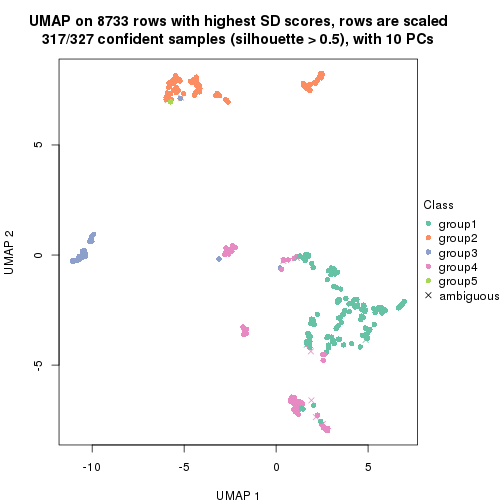 UMAP on 8733 rows with highest SD scores, rows are scaled
317/327 confident samples (silhouette > 0.5), with 10 PCs
UMAP 2
5
0
-5
-10
-5
0
5
UMAP 1
Class
group1
group2
group3
group4
group5
ambiguous